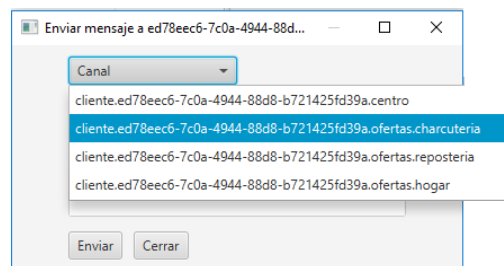 Enviar mensaje a ed78eec6-7c0a-4944-88d...
Canal
cliente.ed78eec6-7c0a-4944-88d8-b721425fd39a.centro
cliente.ed78eec6-7c0a-4944-88d8-b721425fd39a.ofertas.charcuteria
cliente.ed78eec6-7c0a-4944-88d8-b721425fd39a.ofertas.reposteria
cliente.ed78eec6-7c0a-4944-88d8-b721425fd39a.ofertas.hogar
Enviar Cerrar